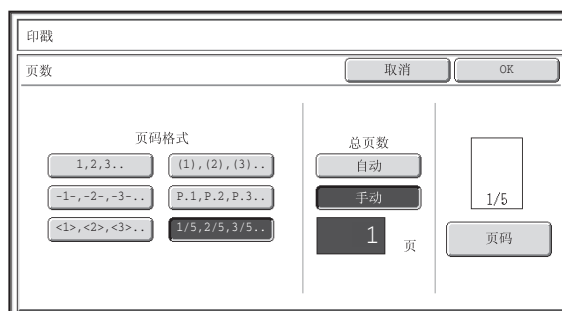 印戳
页数
取消
OK
页码格式
1,2,3..
(1),(2),(3)..
-1-,-2-,-3-..
P.1,P.2,P.3..
<1>,<2>,<3>..
1/5,2/5,3/5..
总页数
自动
手动
1 页
1/5
页码